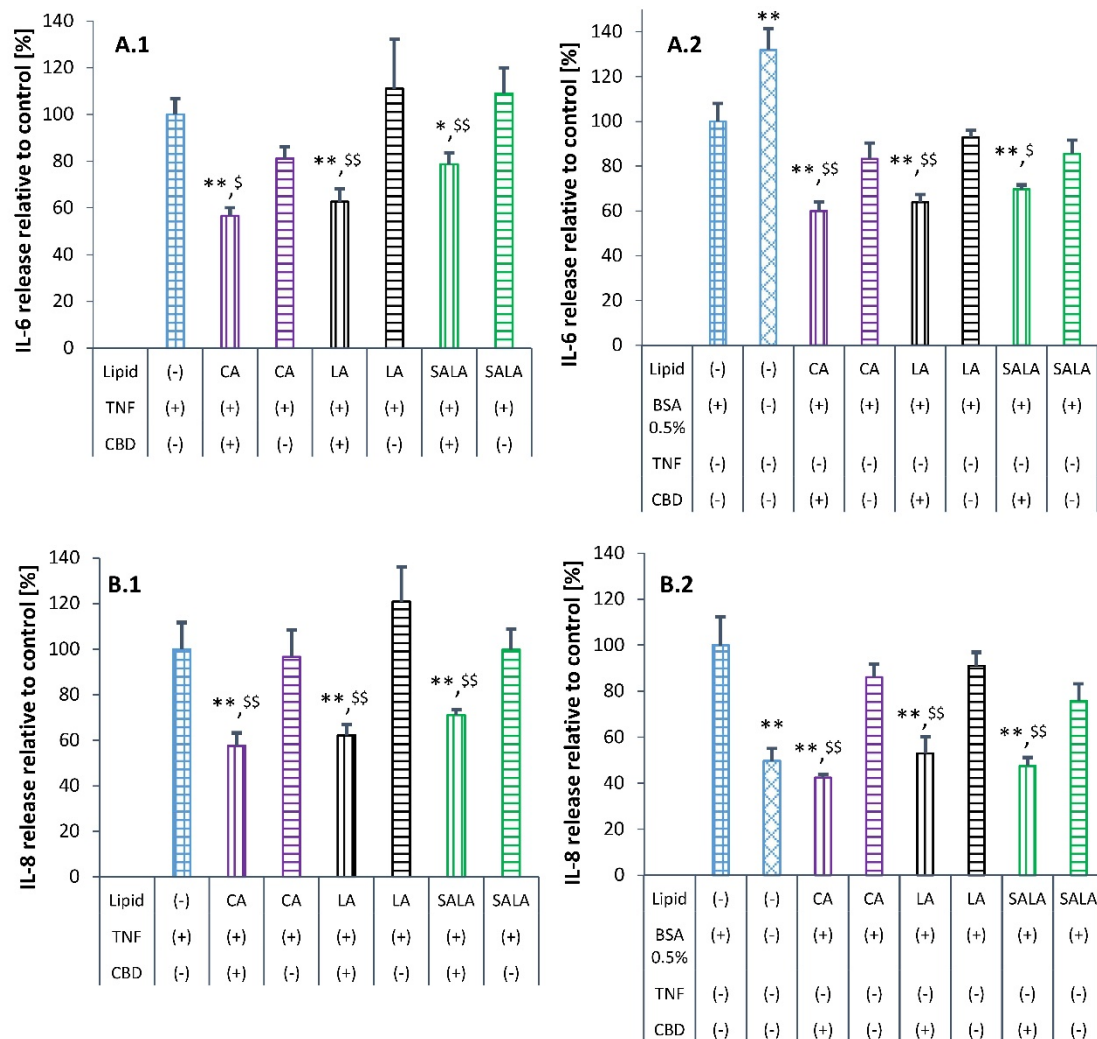 A.1
IL-6 release relative to control [%]
140
120
100
80
60
40
20
0
**,$
**,$$
*,$$
Lipid (-) CA CA LA LA SALA SALA
TNF (+) (+) (+) (+) (+) (+) (+)
CBD (-) (+) (-) (+) (-) (+) (-)
A.2
IL-6 release relative to control [%]
140
120
100
80
60
40
20
0
**
**,$$
**,$$
**,$
Lipid (-) (-) CA CA LA LA SALA SALA
BSA (+) (-) (+) (+) (+) (+) (+) (+)
0.5%
TNF (-) (-) (-) (-) (-) (-) (-) (-)
CBD (-) (-) (+) (-) (+) (-) (+) (-)
B.1
IL-8 release relative to control [%]
140
120
100
80
60
40
20
0
**,$$
**,$$
**,$$
Lipid (-) CA CA LA LA SALA SALA
TNF (+) (+) (+) (+) (+) (+) (+)
CBD (-) (+) (-) (+) (-) (+) (-)
B.2
IL-8 release relative to control [%]
140
120
100
80
60
40
20
0
**
**,$$
**,$$
**,$$
Lipid (-) (-) CA CA LA LA SALA SALA
BSA (+) (-) (+) (+) (+) (+) (+) (+)
0.5%
TNF (-) (-) (-) (-) (-) (-) (-) (-)
CBD (-) (-) (+) (-) (+) (-) (+) (-)